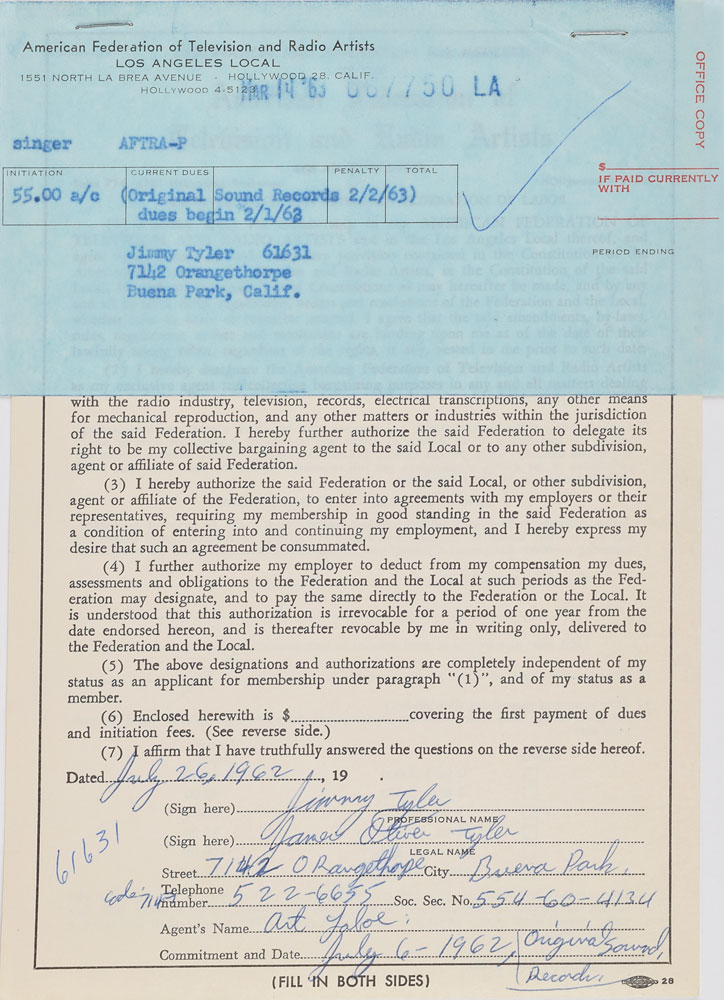 American Federation of Television and Radio Artists
LOS ANGELES LOCAL
1551 NORTH LA BREA AVENUE - HOLLYWOOD 28, CALIF.
HOLLYWOOD 4-5123
MAR 14 '63 LA
OFFICE COPY
singer AFTRA-P
INITIATION CURRENT DUES PENALTY TOTAL
55.00 a/c (Original Sound Records 2/2/63)
dues begin 2/1/63
$
IF PAID CURRENTLY
WITH
PERIOD ENDING
Jimmy Tyler 61631
7142 Orangethorpe
Buena Park, Calif.
with the radio industry, television, records, electrical transcriptions, any other means
for mechanical reproduction, and any other matters or industries within the jurisdiction
of the said Federation. I hereby further authorize the said Federation to delegate its
right to be my collective bargaining agent to the said Local or to any other subdivision,
agent or affiliate of said Federation.
(3) I hereby authorize the said Federation or the said Local, or other subdivision,
agent or affiliate of the Federation, to enter into agreements with my employers or their
representatives, requiring my membership in good standing in the said Federation as
a condition of entering into and continuing my employment, and I hereby express my
desire that such an agreement be consummated.
(4) I further authorize my employer to deduct from my compensation my dues,
assessments and obligations to the Federation and the Local at such periods as the Fed-
eration may designate, and to pay the same directly to the Federation or the Local. It
is understood that this authorization is irrevocable for a period of one year from the
date endorsed hereon, and is thereafter revocable by me in writing only, delivered to
the Federation and the Local.
(5) The above designations and authorizations are completely independent of my
status as an applicant for membership under paragraph "(1)", and of my status as a
member.
(6) Enclosed herewith is $ covering the first payment of dues
and initiation fees. (See reverse side.)
(7) I affirm that I have truthfully answered the questions on the reverse side hereof.
Dated July 26, 1962, 19 .
(Sign here) Jimmy Tyler
PROFESSIONAL NAME
61631
(Sign here) James Oliver Tyler
LEGAL NAME
Street 7142 ORangethorpe City Buena Park,
code: 714 Telephone number 522-6655 Soc. Sec. No. 554-60-4134
Agent's Name Art Laboe
Commitment and Date July 6 - 1962, Original Sound,
Records.
(FILL IN BOTH SIDES)
28